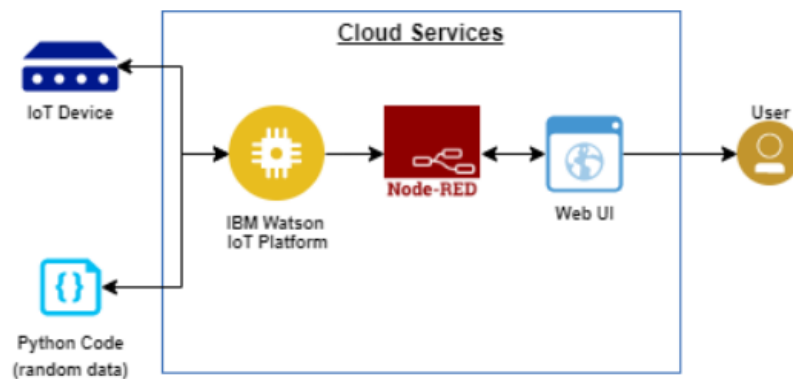 Cloud Services
IoT Device
User
Node-RED
Web UI
IBM Watson
IoT Platform
{}
Python Code
(random data)